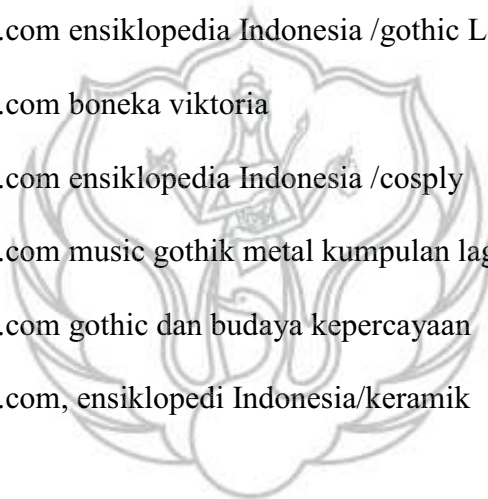 .com ensiklopedia Indonesia /gothic L
.com boneka viktoria
.com ensiklopedia Indonesia /cosply
.com music gothik metal kumpulan lag
.com gothic dan budaya kepercayaan
.com, ensiklopedi Indonesia/keramik